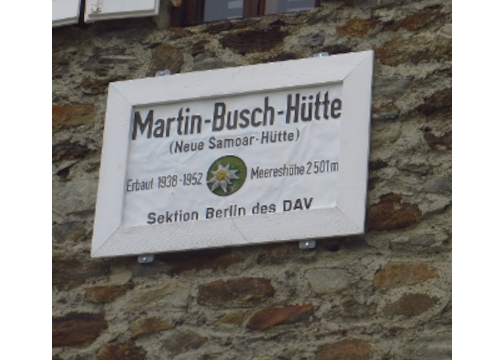 Martin-Busch-Hütte
(Neue Samoar-Hütte)
Erbaut 1938-1952 Meereshöhe 2501m
Sektion Berlin des DAV